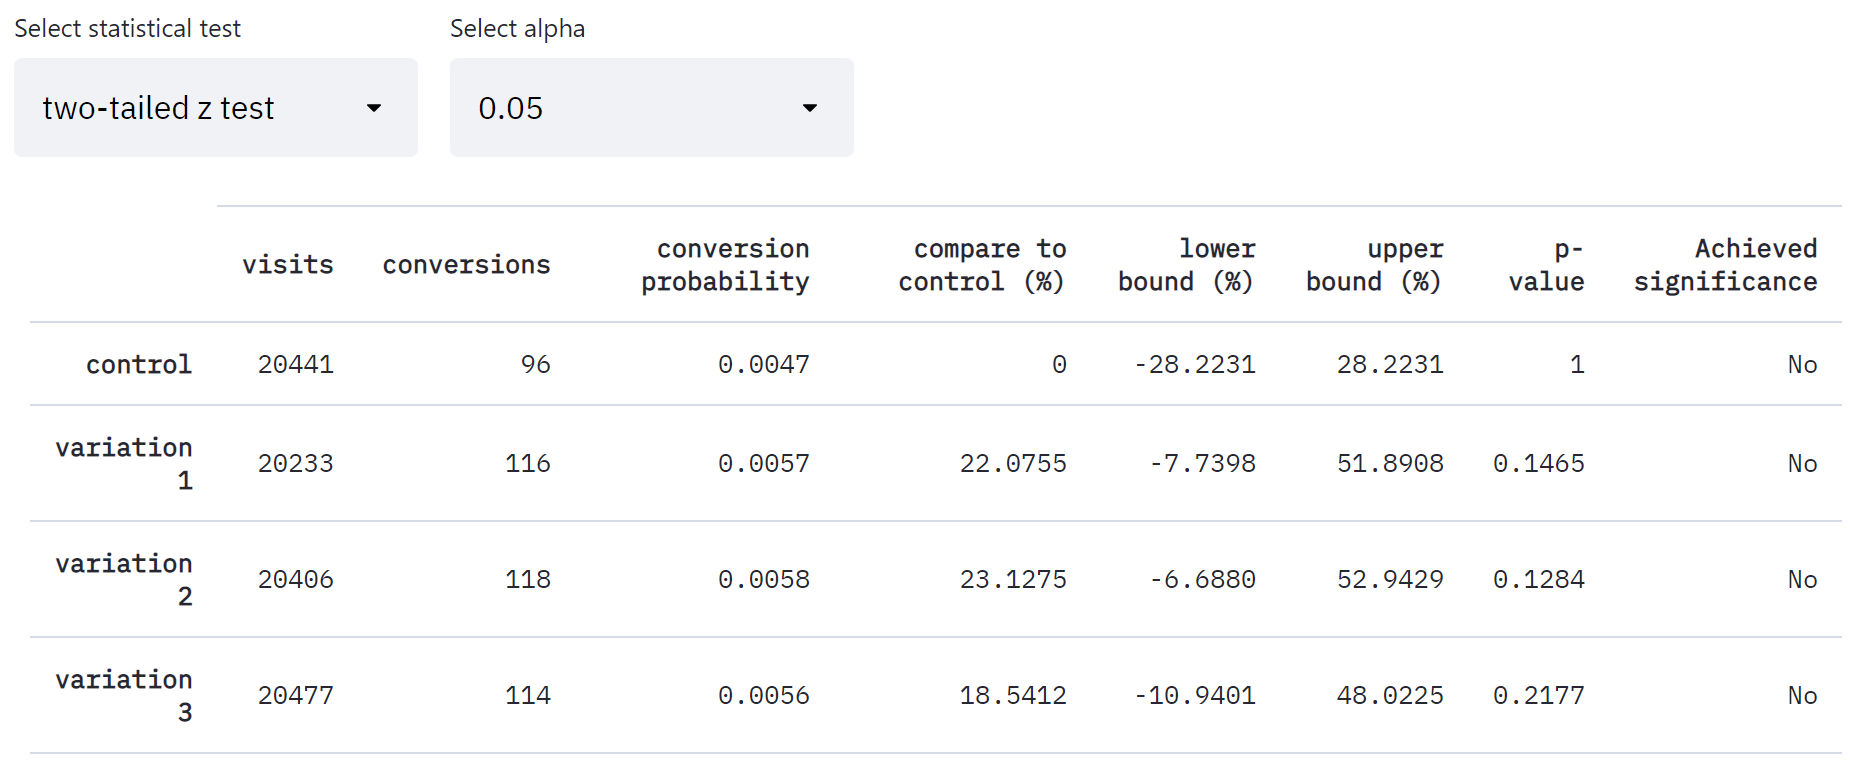 Select statistical test Select alpha
two-tailed z test 0.05
visits conversions conversion probability compare to control (%) lower bound (%) upper bound (%) p-value Achieved significance
control 20441 96 0.0047 0 -28.2231 28.2231 1 No
variation 1 20233 116 0.0057 22.0755 -7.7398 51.8908 0.1465 No
variation 2 20406 118 0.0058 23.1275 -6.6880 52.9429 0.1284 No
variation 3 20477 114 0.0056 18.5412 -10.9401 48.0225 0.2177 No